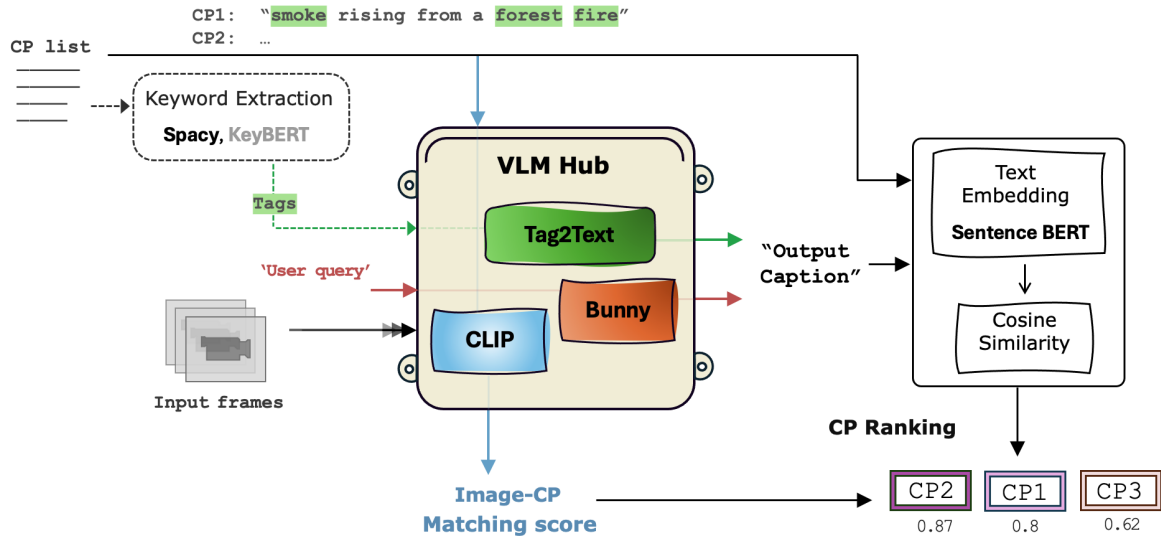 CP1: “smoke rising from a forest fire”
CP2: …
CP list
Keyword Extraction
Spacy, KeyBERT
Tags
VLM Hub
Tag2Text
‘User query’
Bunny
CLIP
Input frames
“Output
Caption”
Text
Embedding
Sentence BERT
Cosine
Similarity
CP Ranking
Image-CP
Matching score
CP2 CP1 CP3
0.87 0.8 0.62